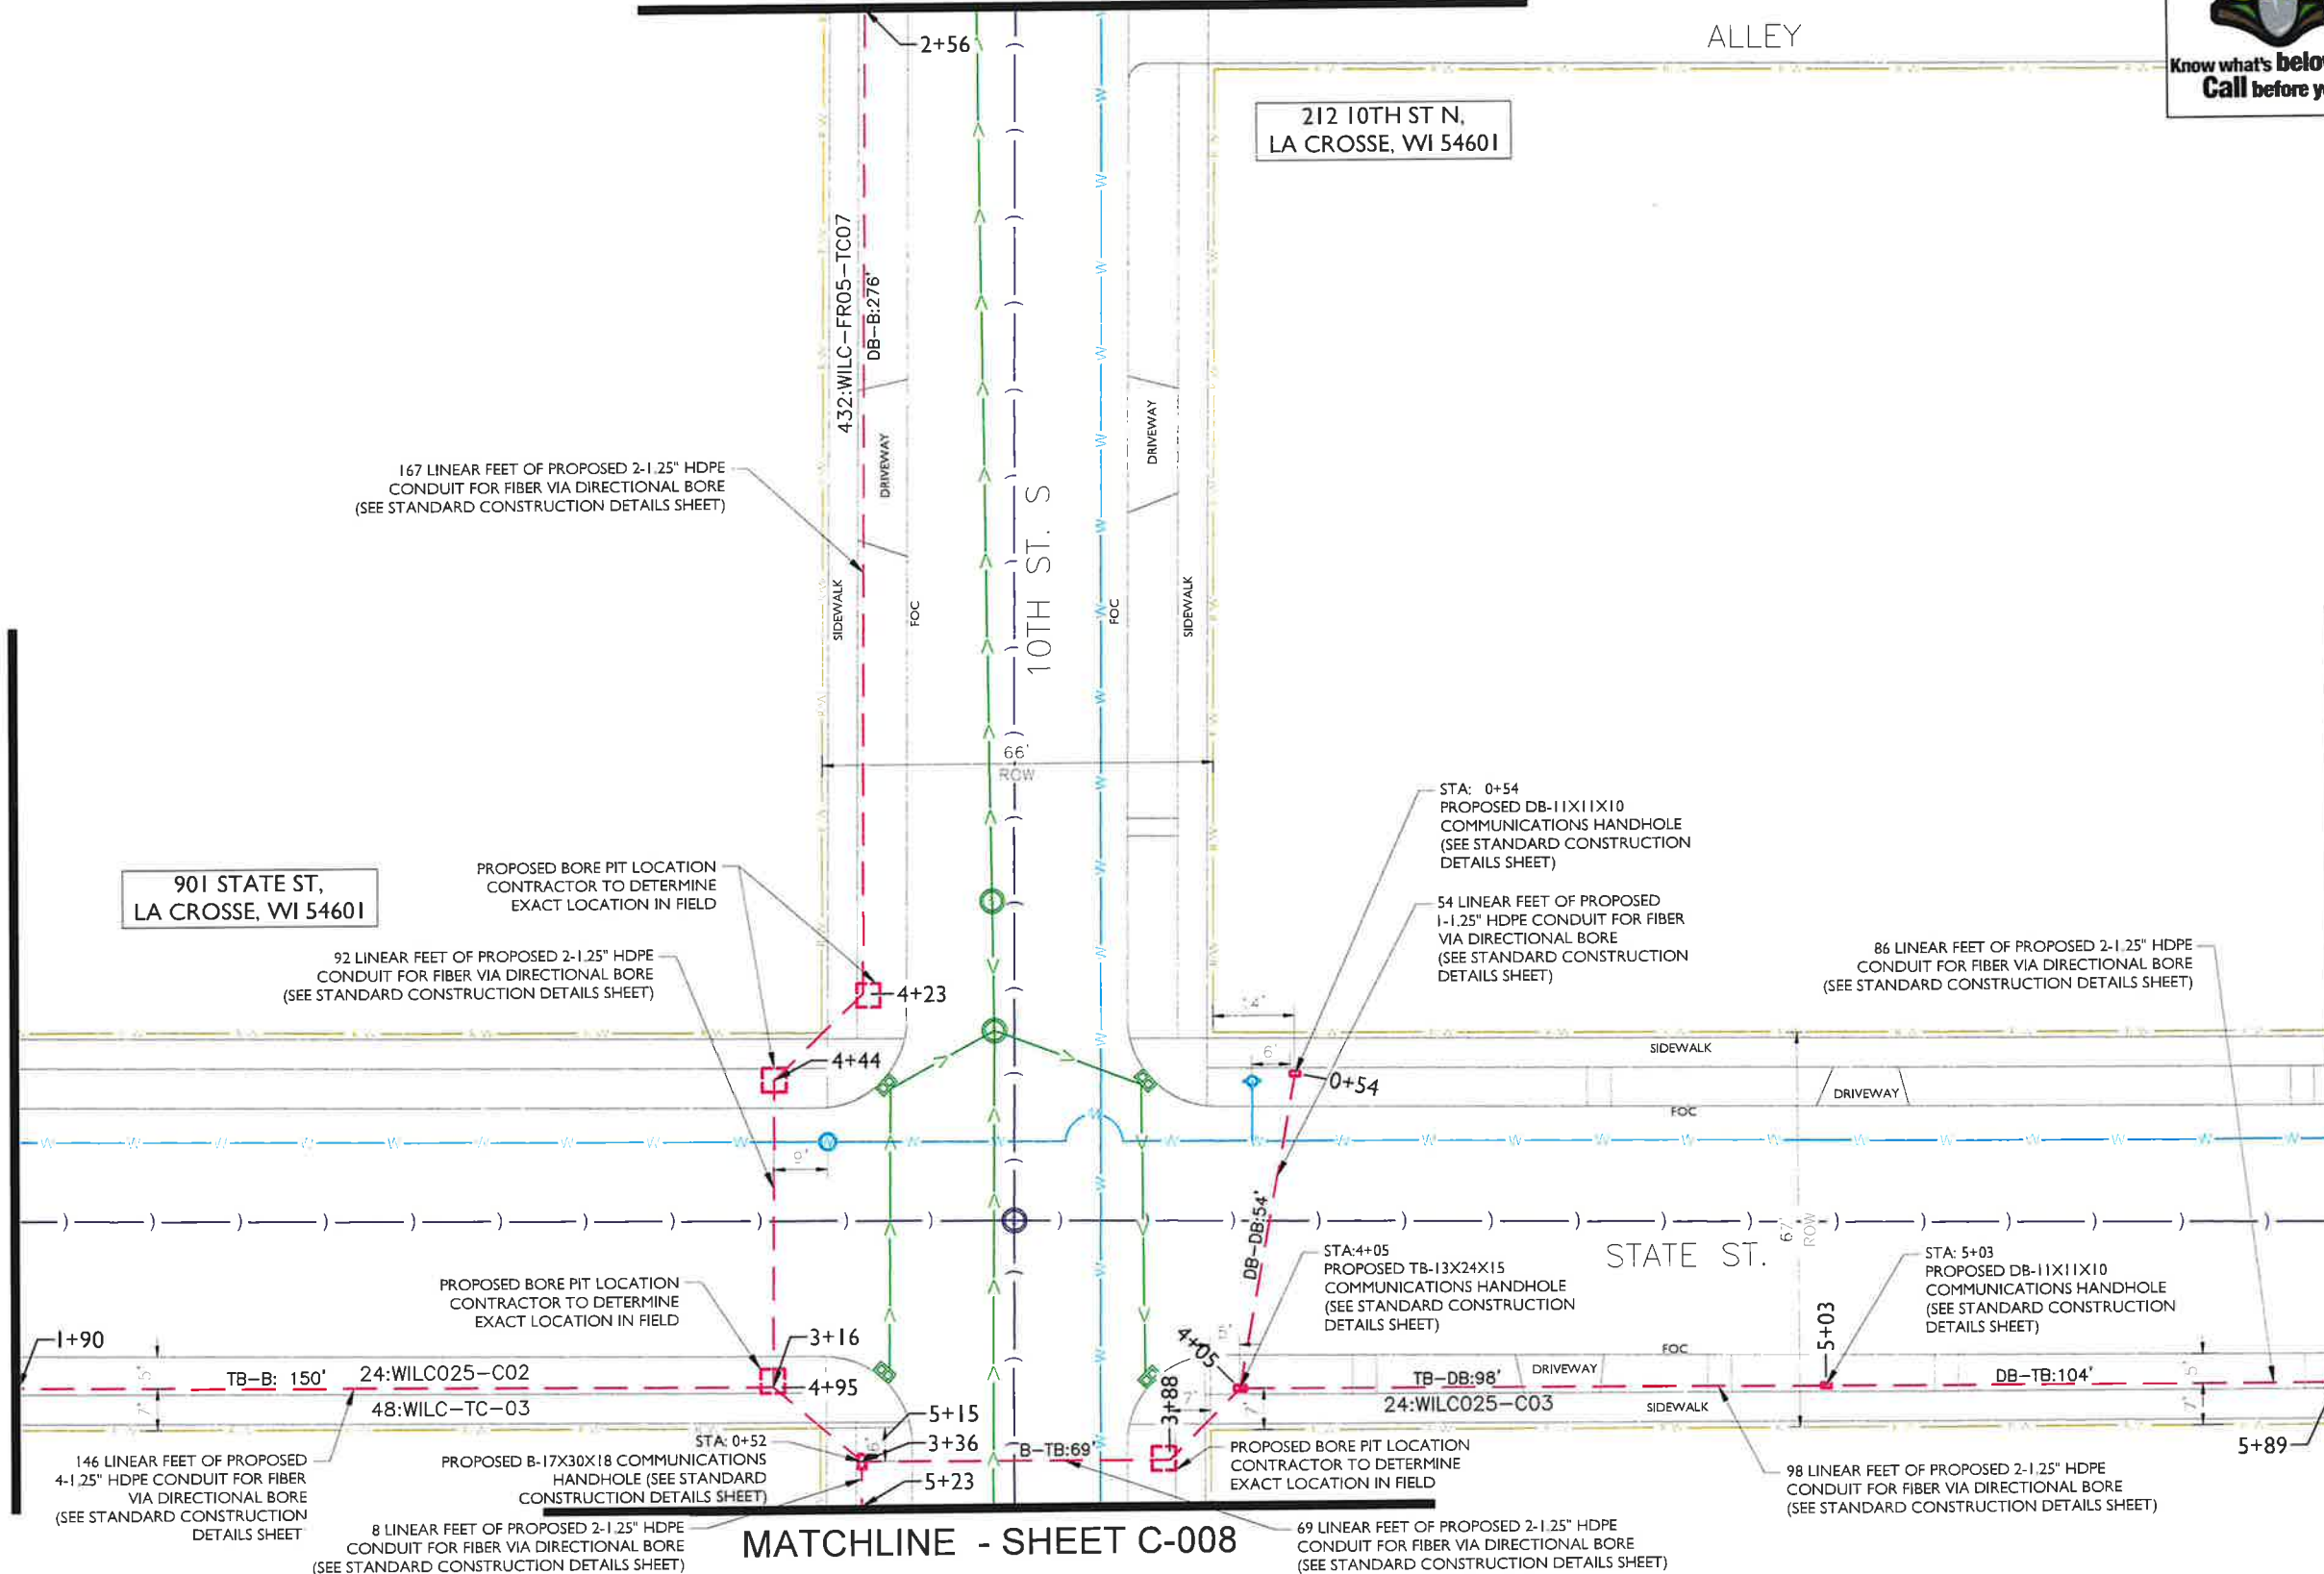 2+56
ALLEY
Know what's
Call before
212 10TH ST N,
LA CROSSE, WI 54601
432:WILC-FR05-TC07
DB-B:276'
DRIVEWAY
DRIVEWAY
167 LINEAR FEET OF PROPOSED 2-1.25" HDPE
CONDUIT FOR FIBER VIA DIRECTIONAL BORE
(SEE STANDARD CONSTRUCTION DETAILS SHEET)
10TH ST. S
SIDEWALK
FOC
FOC
SIDEWALK
66'
ROW
STA: 0+54
PROPOSED DB-11X11X10
COMMUNICATIONS HANDHOLE
(SEE STANDARD CONSTRUCTION
DETAILS SHEET)
901 STATE ST,
LA CROSSE, WI 54601
PROPOSED BORE PIT LOCATION
CONTRACTOR TO DETERMINE
EXACT LOCATION IN FIELD
54 LINEAR FEET OF PROPOSED
1-1.25" HDPE CONDUIT FOR FIBER
VIA DIRECTIONAL BORE
(SEE STANDARD CONSTRUCTION
DETAILS SHEET)
92 LINEAR FEET OF PROPOSED 2-1.25" HDPE
CONDUIT FOR FIBER VIA DIRECTIONAL BORE
(SEE STANDARD CONSTRUCTION DETAILS SHEET)
86 LINEAR FEET OF PROPOSED 2-1.25" HDPE
CONDUIT FOR FIBER VIA DIRECTIONAL BORE
(SEE STANDARD CONSTRUCTION DETAILS SHEET)
4+23
14'
4+44
6'
0+54
SIDEWALK
DRIVEWAY
FOC
9'
DB-DB:54'
STATE ST.
67'
ROW
STA:4+05
PROPOSED TB-13X24X15
COMMUNICATIONS HANDHOLE
(SEE STANDARD CONSTRUCTION
DETAILS SHEET)
STA: 5+03
PROPOSED DB-11X11X10
COMMUNICATIONS HANDHOLE
(SEE STANDARD CONSTRUCTION
DETAILS SHEET)
PROPOSED BORE PIT LOCATION
CONTRACTOR TO DETERMINE
EXACT LOCATION IN FIELD
1+90
3+16
4+05
5+03
FOC
5'
TB-B: 150'
24:WILC025-C02
4+95
TB-DB:98'
DRIVEWAY
DB-TB:104'
5'
7'
48:WILC-TC-03
3+88
7'
7'
24:WILC025-C03
SIDEWALK
7'
5+15
STA: 0+52
6'
3+36
B-TB:69'
5+23
5+89
146 LINEAR FEET OF PROPOSED
4-1.25" HDPE CONDUIT FOR FIBER
VIA DIRECTIONAL BORE
(SEE STANDARD CONSTRUCTION
DETAILS SHEET
PROPOSED B-17X30X18 COMMUNICATIONS
HANDHOLE (SEE STANDARD
CONSTRUCTION DETAILS SHEET)
PROPOSED BORE PIT LOCATION
CONTRACTOR TO DETERMINE
EXACT LOCATION IN FIELD
98 LINEAR FEET OF PROPOSED 2-1.25" HDPE
CONDUIT FOR FIBER VIA DIRECTIONAL BORE
(SEE STANDARD CONSTRUCTION DETAILS SHEET)
8 LINEAR FEET OF PROPOSED 2-1.25" HDPE
CONDUIT FOR FIBER VIA DIRECTIONAL BORE
(SEE STANDARD CONSTRUCTION DETAILS SHEET)
MATCHLINE - SHEET C-008
69 LINEAR FEET OF PROPOSED 2-1.25" HDPE
CONDUIT FOR FIBER VIA DIRECTIONAL BORE
(SEE STANDARD CONSTRUCTION DETAILS SHEET)